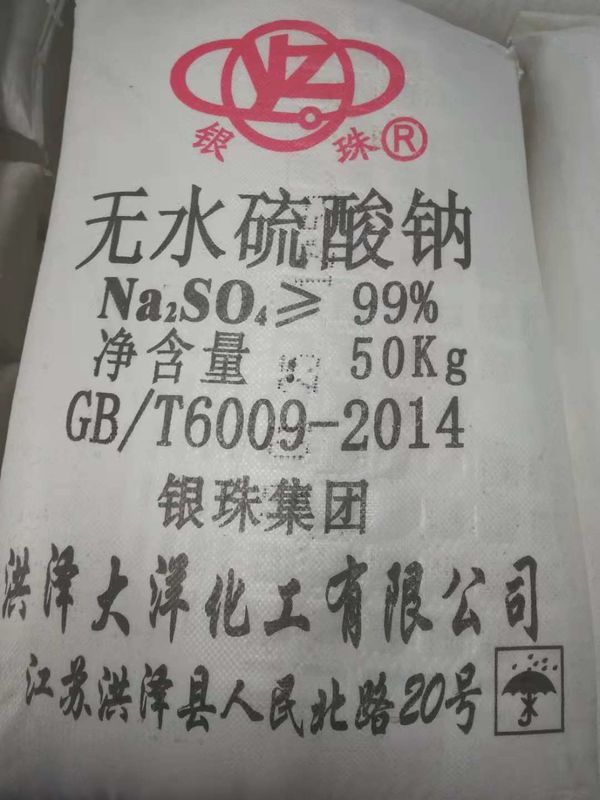 YZ
银珠®
无水硫酸钠
Na₂SO₄≥ 99%
净含量: 50Kg
GB/T6009-2014
银珠集团
洪泽大洋化工有限公司
江苏洪泽县人民北路20号